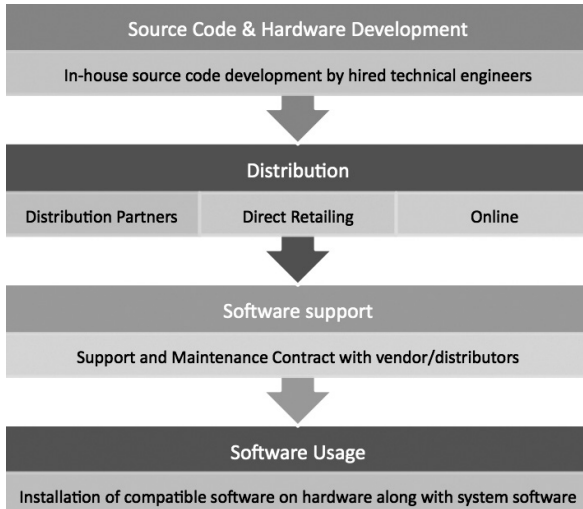 Source Code & Hardware Development
In-house source code development by hired technical engineers
Distribution
Distribution Partners
Direct Retailing
Online
Software support
Support and Maintenance Contract with vendor/distributors
Software Usage
Installation of compatible software on hardware along with system software